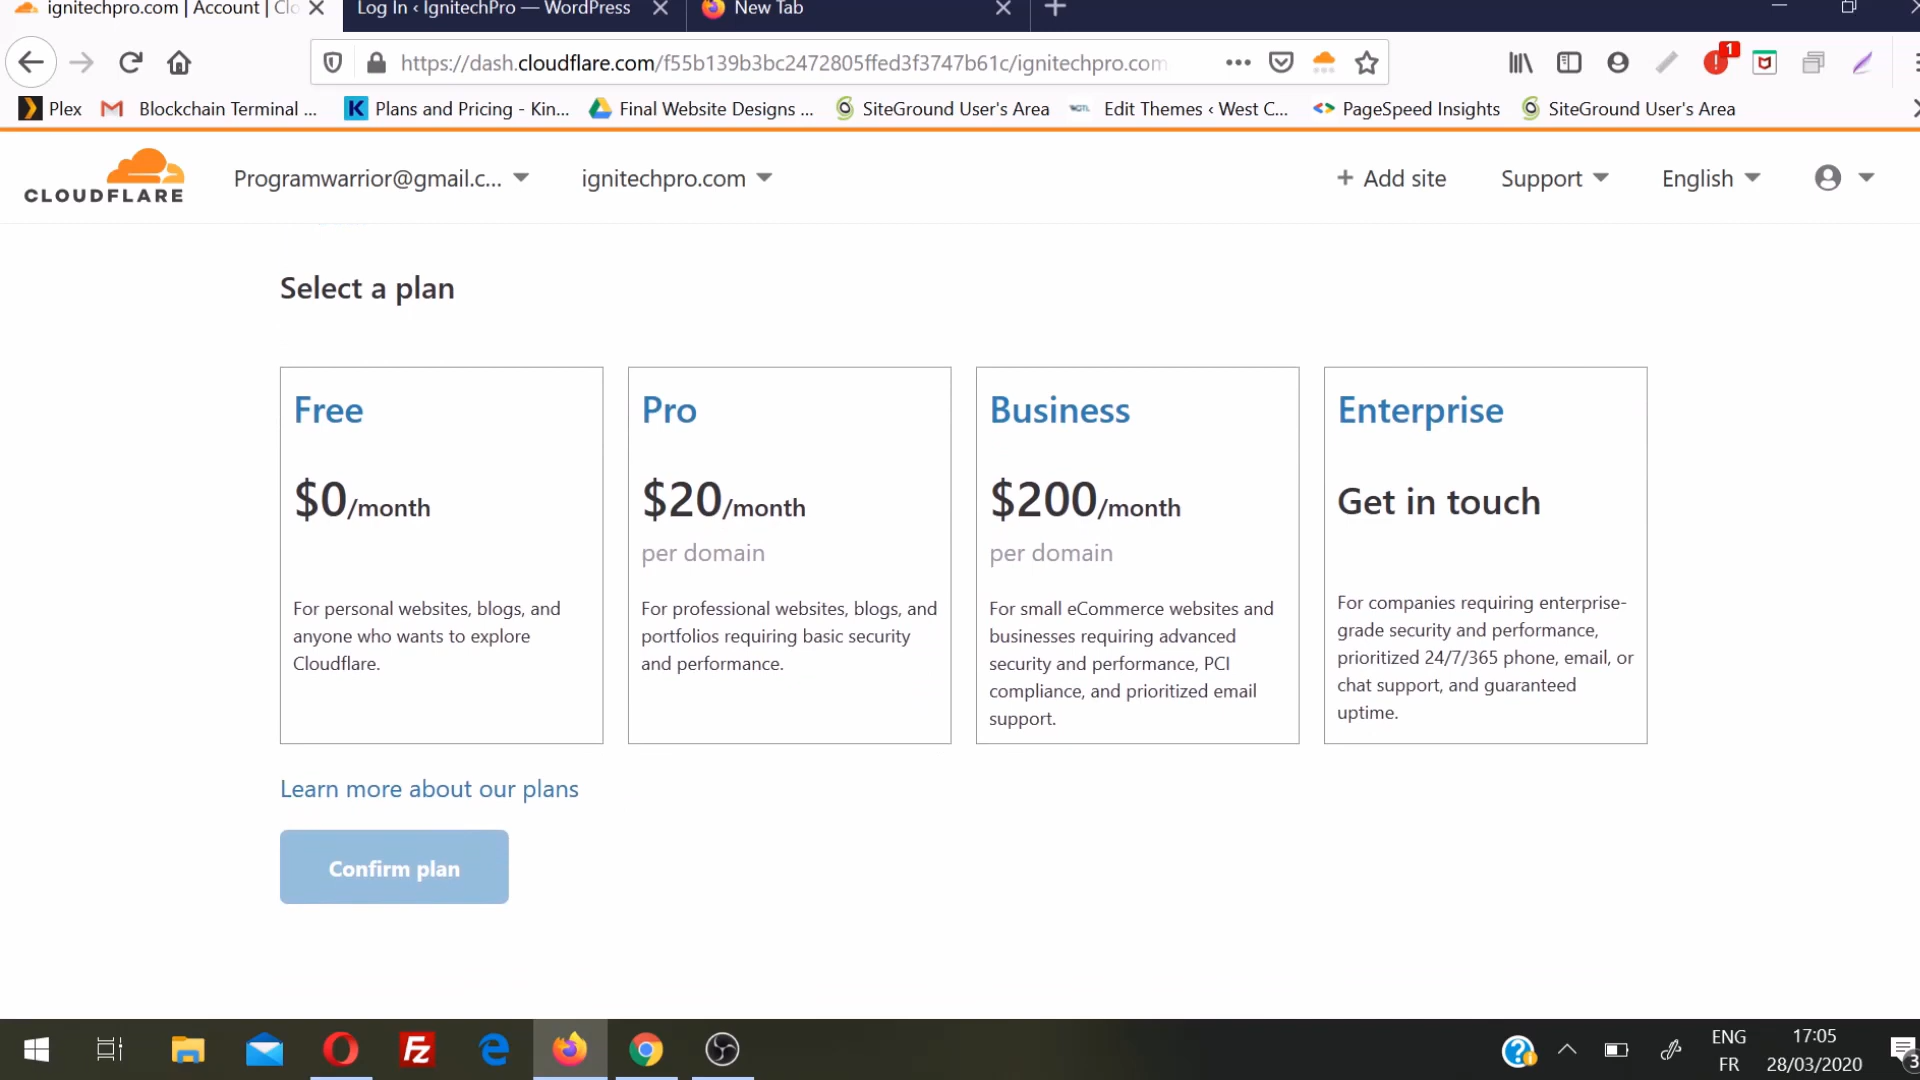 ignitechpro.com | Account | Clo
Log In ‹ IgnitechPro — WordPress
New Tab
https://dash.cloudflare.com/f55b139b3bc2472805ffed3f3747b61c/ignitechpro.com
1
Plex
Blockchain Terminal ...
K Plans and Pricing - Kin...
Final Website Designs ...
SiteGround User's Area
Edit Themes ‹ West C...
PageSpeed Insights
SiteGround User's Area
CLOUDFLARE
Programwarrior@gmail.c...
ignitechpro.com
+ Add site
Support
English
Select a plan
Free
$0/month
For personal websites, blogs, and
anyone who wants to explore
Cloudflare.
Pro
$20/month
per domain
For professional websites, blogs, and
portfolios requiring basic security
and performance.
Business
$200/month
per domain
For small eCommerce websites and
businesses requiring advanced
security and performance, PCI
compliance, and prioritized email
support.
Enterprise
Get in touch
For companies requiring enterprise-
grade security and performance,
prioritized 24/7/365 phone, email, or
chat support, and guaranteed
uptime.
Learn more about our plans
Confirm plan
Fz
ENG
FR
17:05
28/03/2020
3